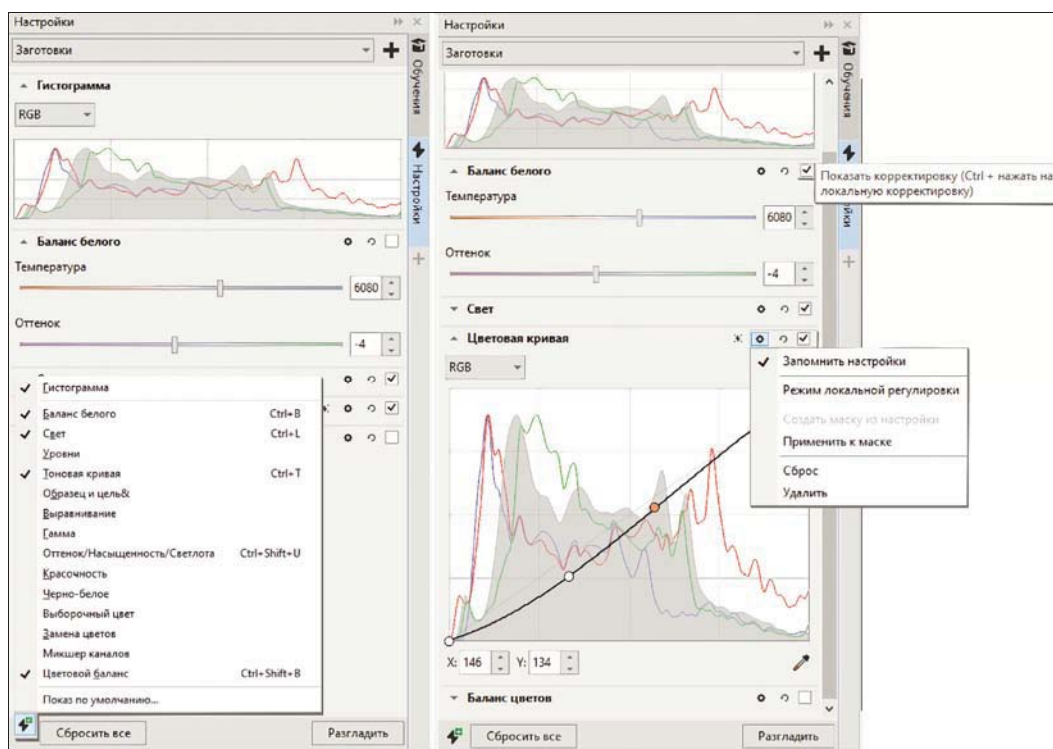 Настройки
Заготовки
Гистограмма
RGB
Баланс белого
Температура
6080
Оттенок
-4
Гистограмма
Баланс белого Ctrl+B
Свет Ctrl+L
Уровни
Тоновая кривая Ctrl+T
Образец и цель&
Выравнивание
Гамма
Оттенок/Насыщенность/Светлота Ctrl+Shift+U
Красочность
Черно-белое
Выборочный цвет
Замена цветов
Микшер каналов
Цветовой баланс Ctrl+Shift+B
Показ по умолчанию...
Сбросить все
Разгладить
Обучения
Настройки
Настройки
Заготовки
Баланс белого
Показать корректировку (Ctrl + нажать на
локальную корректировку)
Температура
6080
Оттенок
-4
Свет
Цветовая кривая
RGB
Запомнить настройки
Режим локальной регулировки
Создать маску из настройки
Применить к маске
Сброс
Удалить
X: 146 Y: 134
Баланс цветов
Сбросить все
Разгладить
Обучения